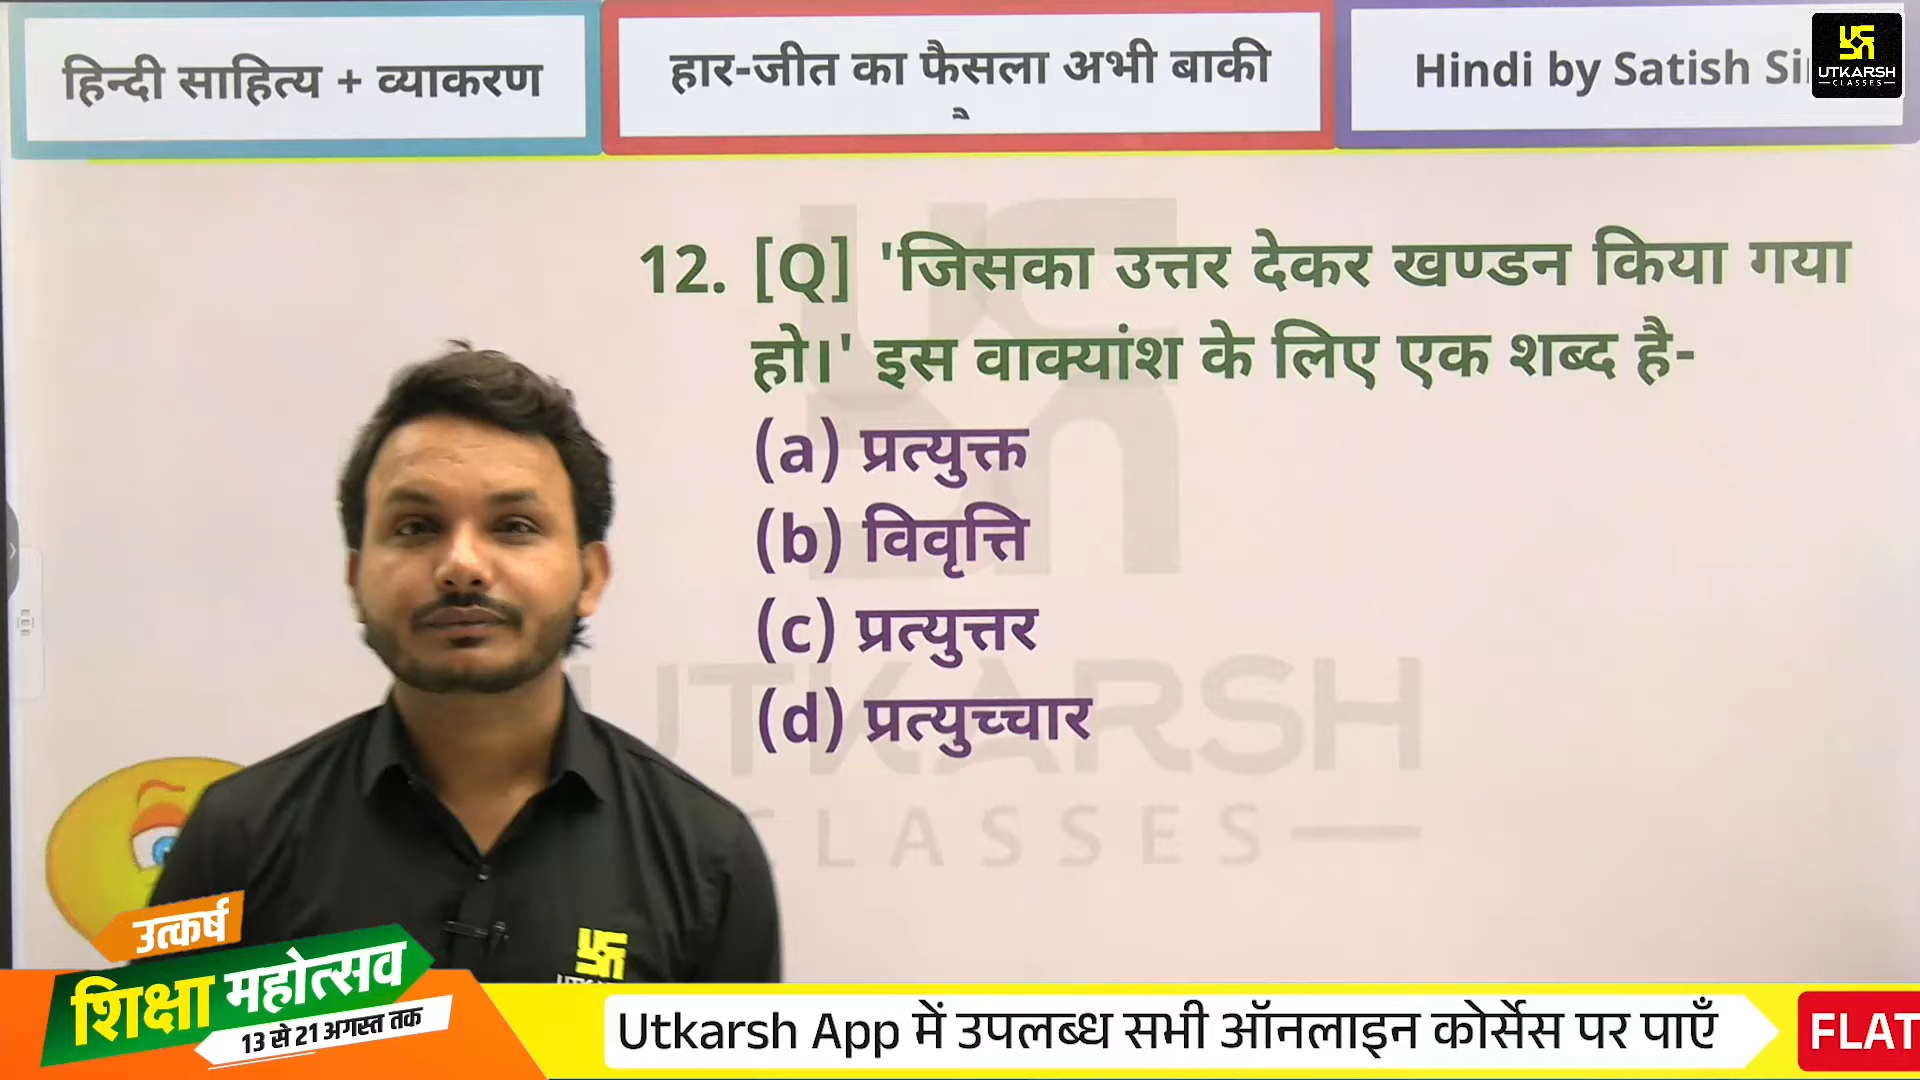 हिन्दी साहित्य + व्याकरण
हार-जीत का फैसला अभी बाकी
Hindi by Satish
UTKARSH
CLASSES
12. [Q] 'जिसका उत्तर देकर खण्डन किया गया
हो।' इस वाक्यांश के लिए एक शब्द है-
(a) प्रत्युक्त
(b) विवृत्ति
(c) प्रत्युत्तर
(d) प्रत्युच्चार
UTKARSH
CLASSES
उत्कर्ष
शिक्षा महोत्सव
13 से 21 अगस्त तक
Utkarsh App में उपलब्ध सभी ऑनलाइन कोर्सेस पर पाएँ
FLAT